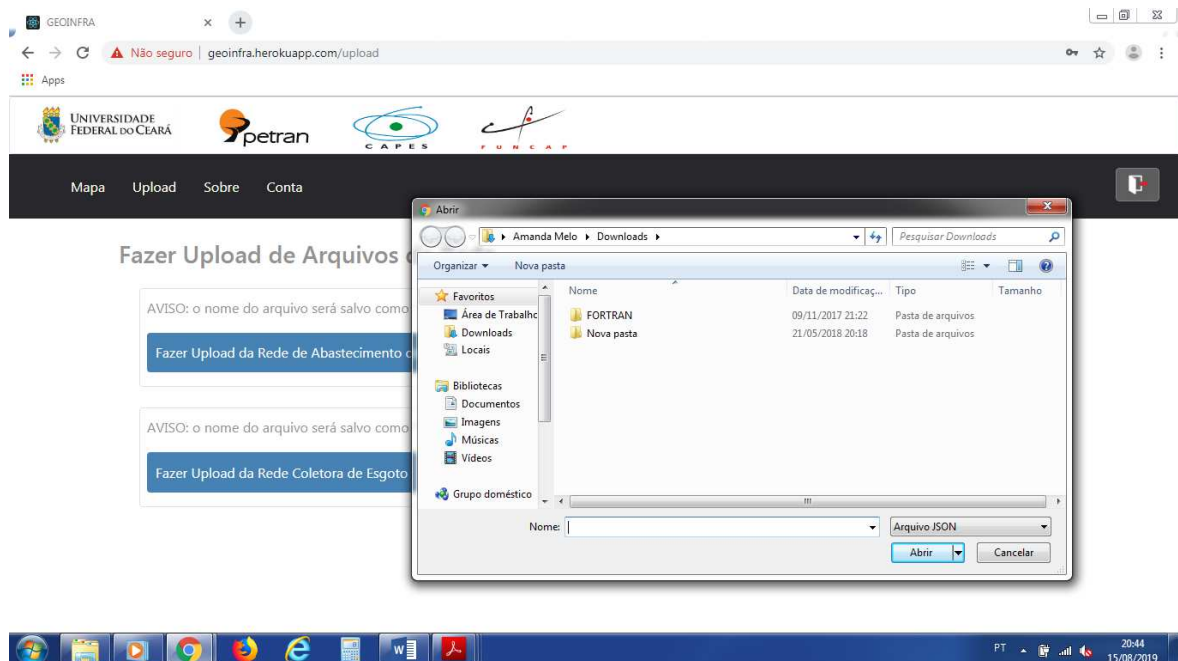 GEOINFRA
Não seguro | geoinfra.herokuapp.com/upload
Apps
UNIVERSIDADE
FEDERAL DO CEARÁ
petran
CAPES
FUNCAP
Mapa Upload Sobre Conta
Fazer Upload de Arquivos
AVISO: o nome do arquivo será salvo como
Fazer Upload da Rede de Abastecimento
AVISO: o nome do arquivo será salvo como
Fazer Upload da Rede Coletora de Esgoto
Abrir
Amanda Melo Downloads
Pesquisar Downloads
Organizar Nova pasta
Favoritos
Área de Trabalho
Downloads
Locais
Bibliotecas
Documentos
Imagens
Músicas
Vídeos
Grupo doméstico
Nome Data de modificaç... Tipo Tamanho
FORTRAN 09/11/2017 21:22 Pasta de arquivos
Nova pasta 21/05/2018 20:18 Pasta de arquivos
Nome:
Arquivo JSON
Abrir Cancelar
PT
20:44
15/08/2019